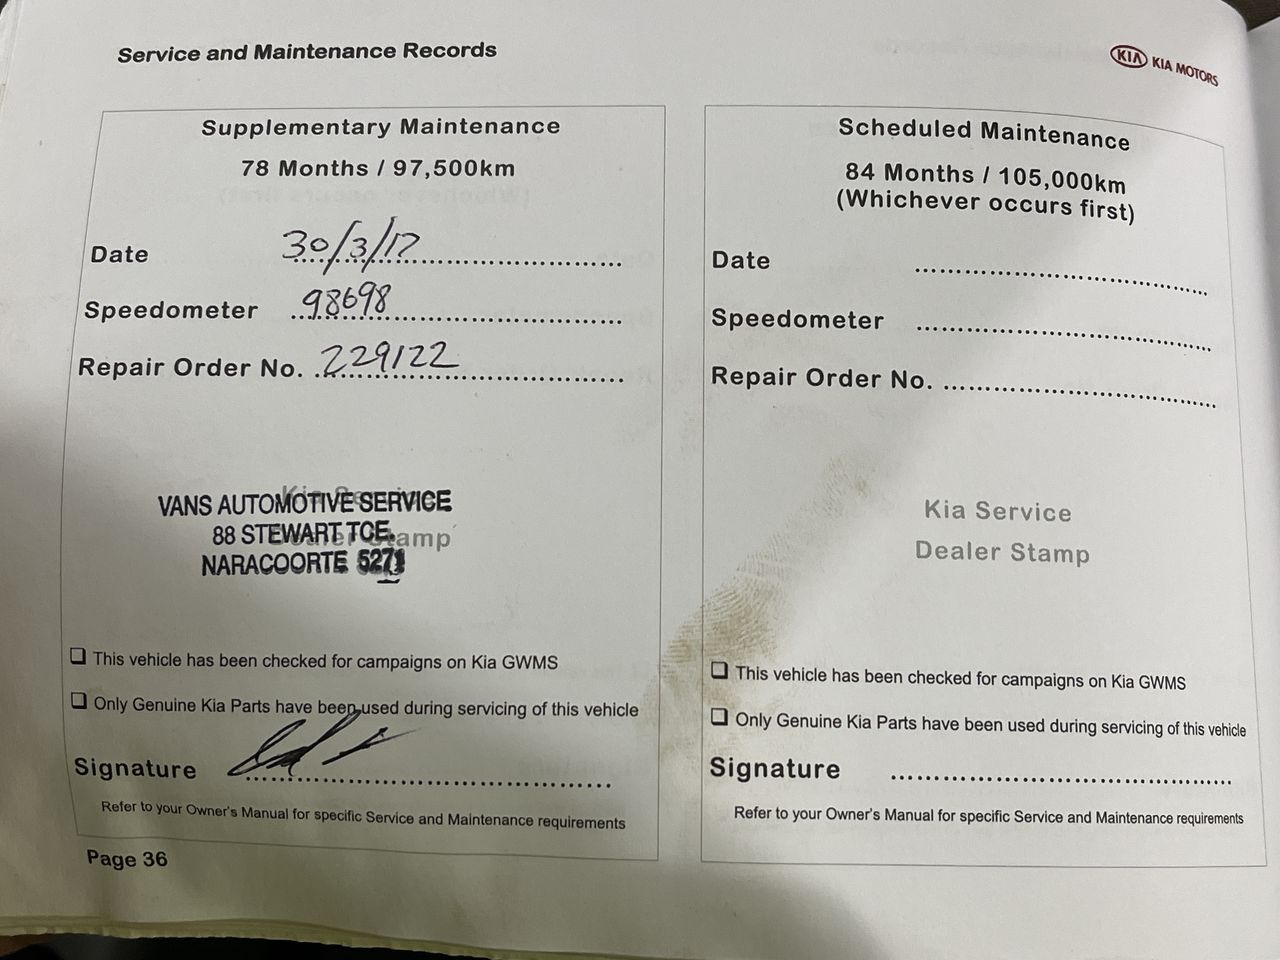 Service and Maintenance Records
KIA KIA MOTORS
Supplementary Maintenance
78 Months / 97,500km
Date 30/3/17
Speedometer 98698
Repair Order No. 229122
Kia Service
Dealer Stamp
VANS AUTOMOTIVE SERVICE
88 STEWART TCE.
NARACOORTE 5271
❑ This vehicle has been checked for campaigns on Kia GWMS
❑ Only Genuine Kia Parts have been used during servicing of this vehicle
Signature
Refer to your Owner's Manual for specific Service and Maintenance requirements
Page 36
Scheduled Maintenance
84 Months / 105,000km
(Whichever occurs first)
Date
Speedometer
Repair Order No.
Kia Service
Dealer Stamp
❑ This vehicle has been checked for campaigns on Kia GWMS
❑ Only Genuine Kia Parts have been used during servicing of this vehicle
Signature
Refer to your Owner's Manual for specific Service and Maintenance requirements